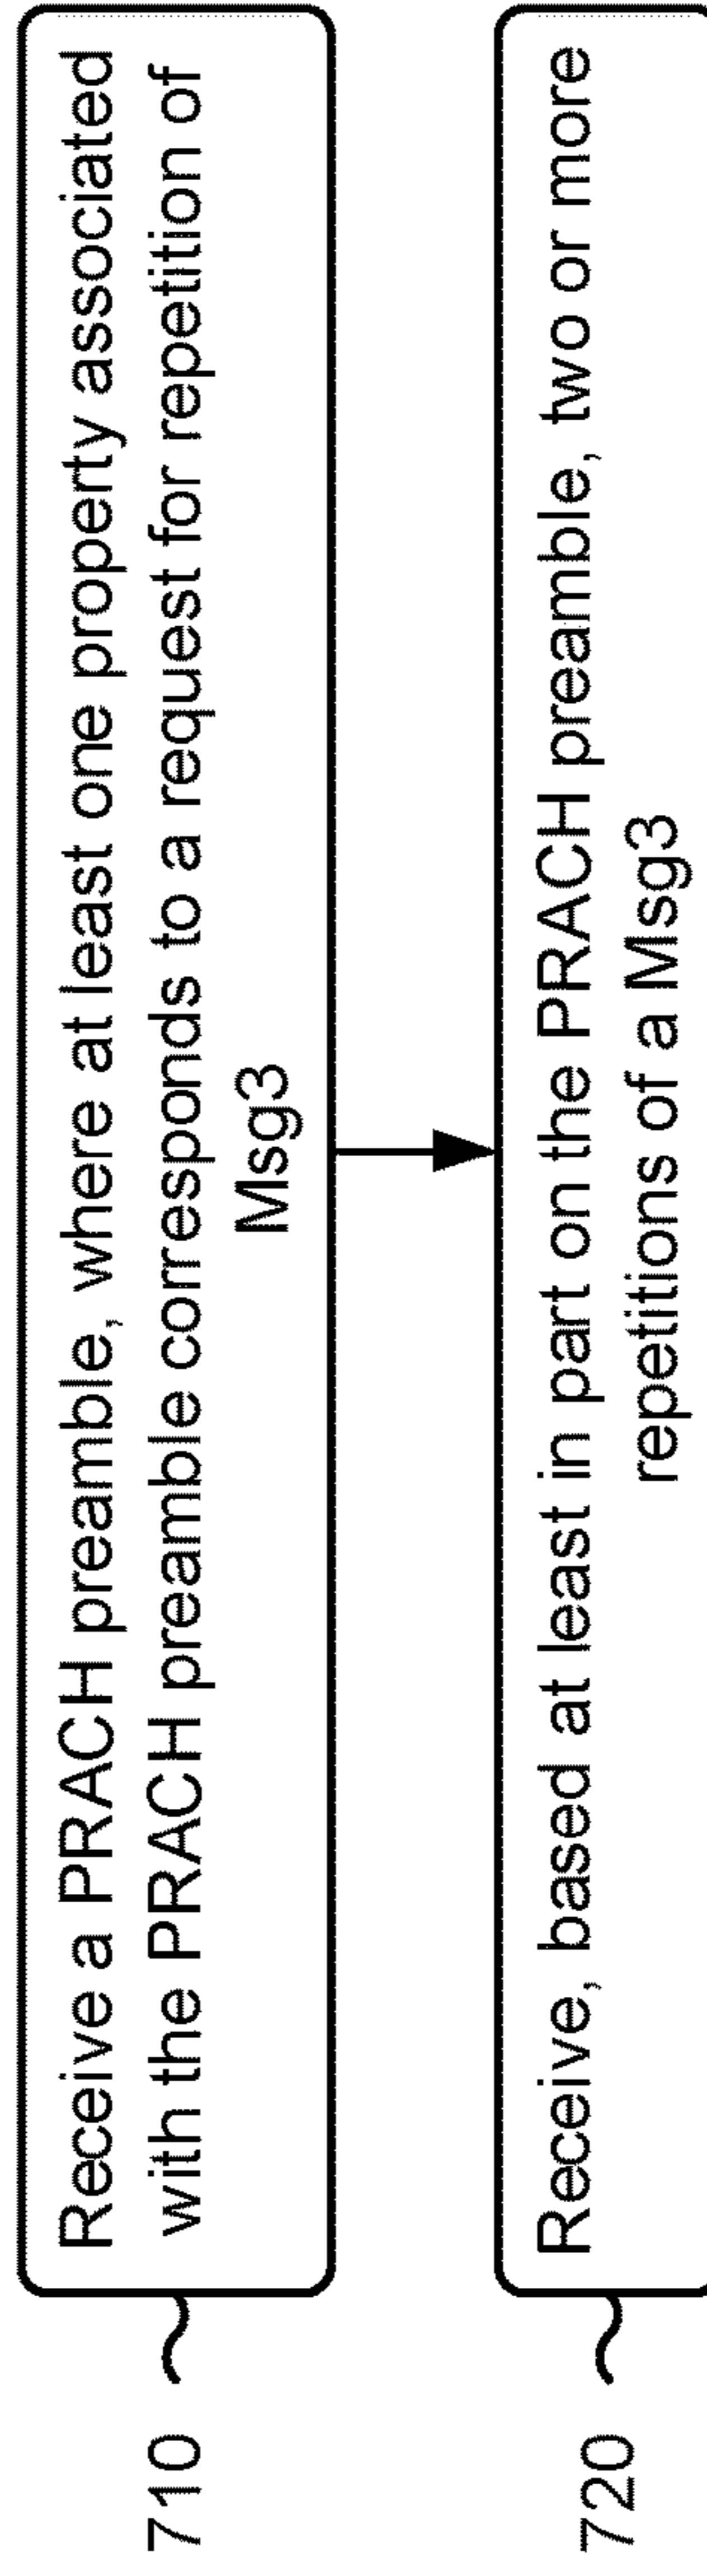 710
Receive a PRACH preamble, where at least one property associated
with the PRACH preamble corresponds to a request for repetition of
Msg3
720
Receive, based at least in part on the PRACH preamble, two or more
repetitions of a Msg3